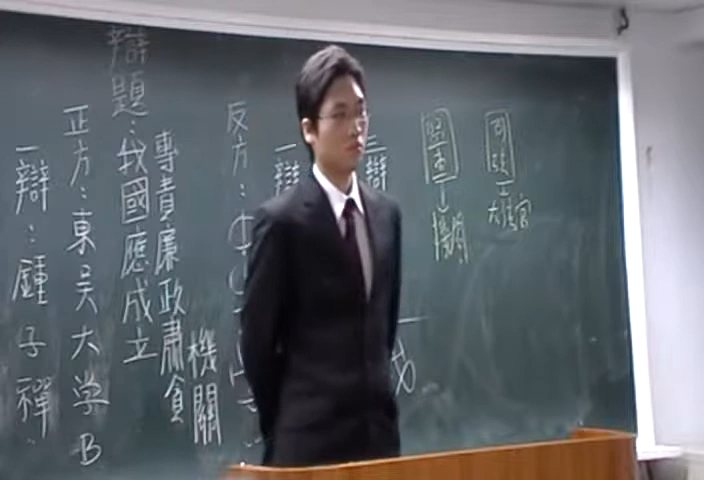 辯題：我國應成立
專責廉政肅貪
機關
正方：東吳大学B
一辯：鍾子禪
反方：
一辯
三辯
司法
大法官